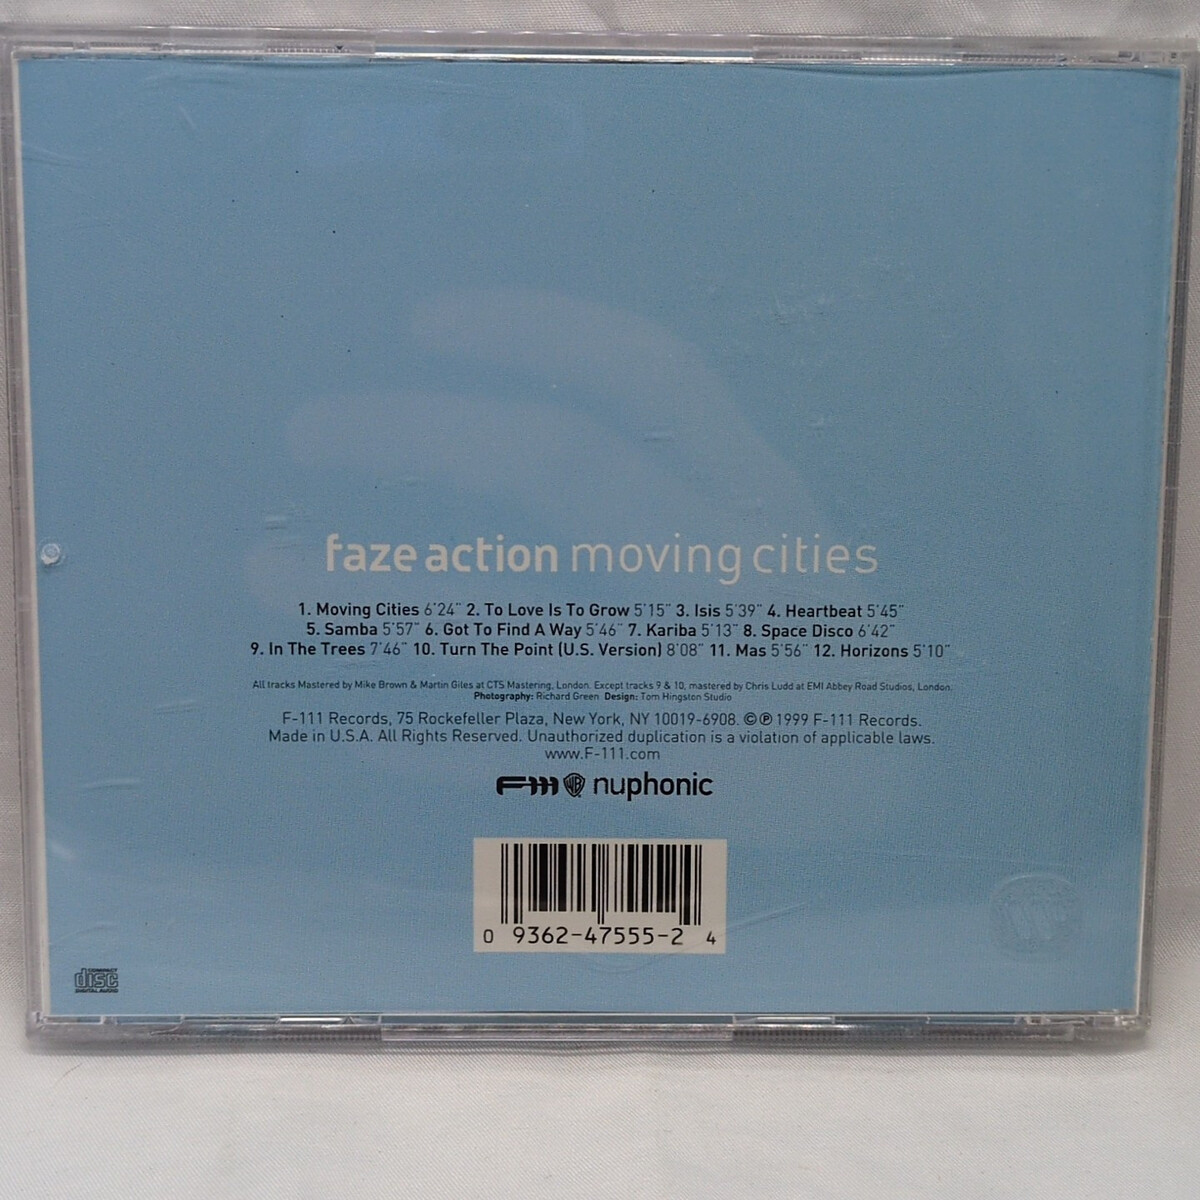 faze action moving cities
1. Moving Cities 6'24" 2. To Love Is To Grow 5'15" 3. Isis 5'39" 4. Heartbeat 5'45"
5. Samba 5'57" 6. Got To Find A Way 5'46" 7. Kariba 5'13" 8. Space Disco 6'42"
9. In The Trees 7'46" 10. Turn The Point (U.S. Version) 8'08" 11. Mas 5'56" 12. Horizons 5'10"
All tracks Mastered by Mike Brown & Martin Giles at CTS Mastering, London. Except tracks 9 & 10, mastered by Chris Ludd at EMI Abbey Road Studios, London.
Photography: Richard Green Design: Tom Hingston Studio
F-111 Records, 75 Rockefeller Plaza, New York, NY 10019-6908. ©℗ 1999 F-111 Records.
Made in U.S.A. All Rights Reserved. Unauthorized duplication is a violation of applicable laws.
www.F-111.com
F-111 WB nuphonic
0 9362-47555-2 4
COMPACT
disc
DIGITAL AUDIO